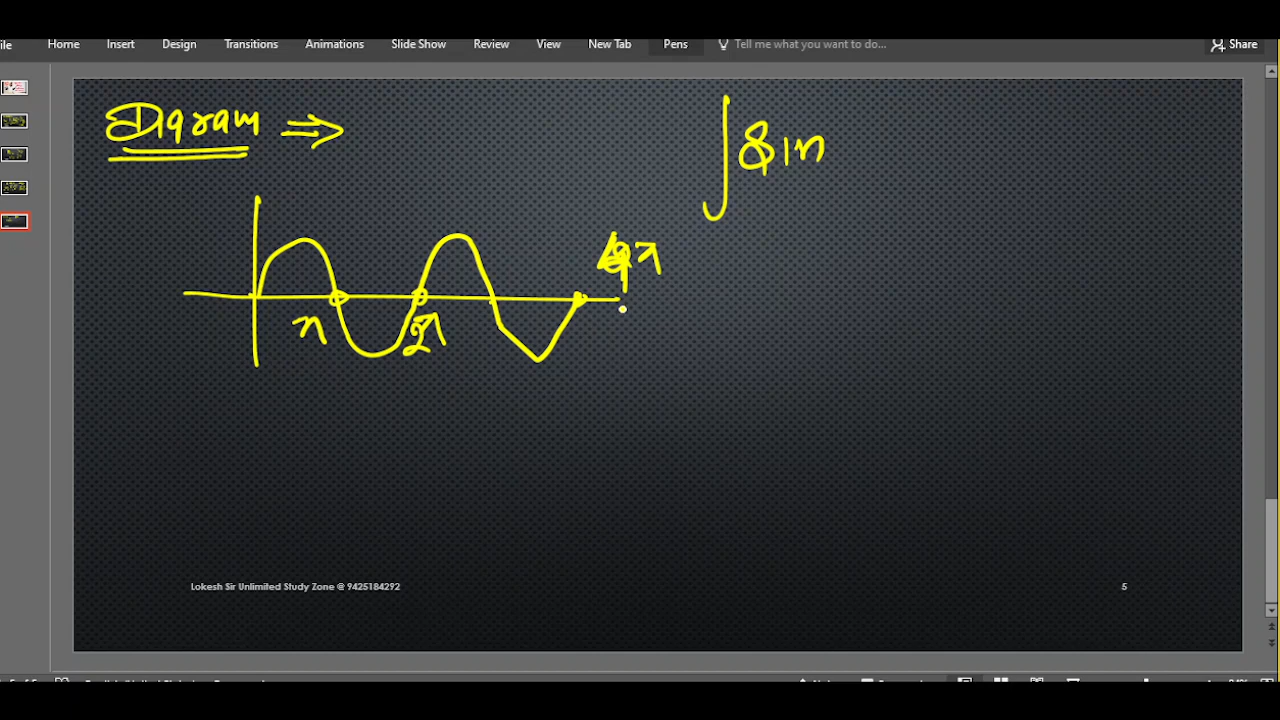 File Home Insert Design Transitions Animations Slide Show Review View New Tab Pens Tell me what you want to do... Share
Diqram ⇒
∫ sin
4π
π 2π
Lokesh Sir Unlimited Study Zone @ 9425184292 5